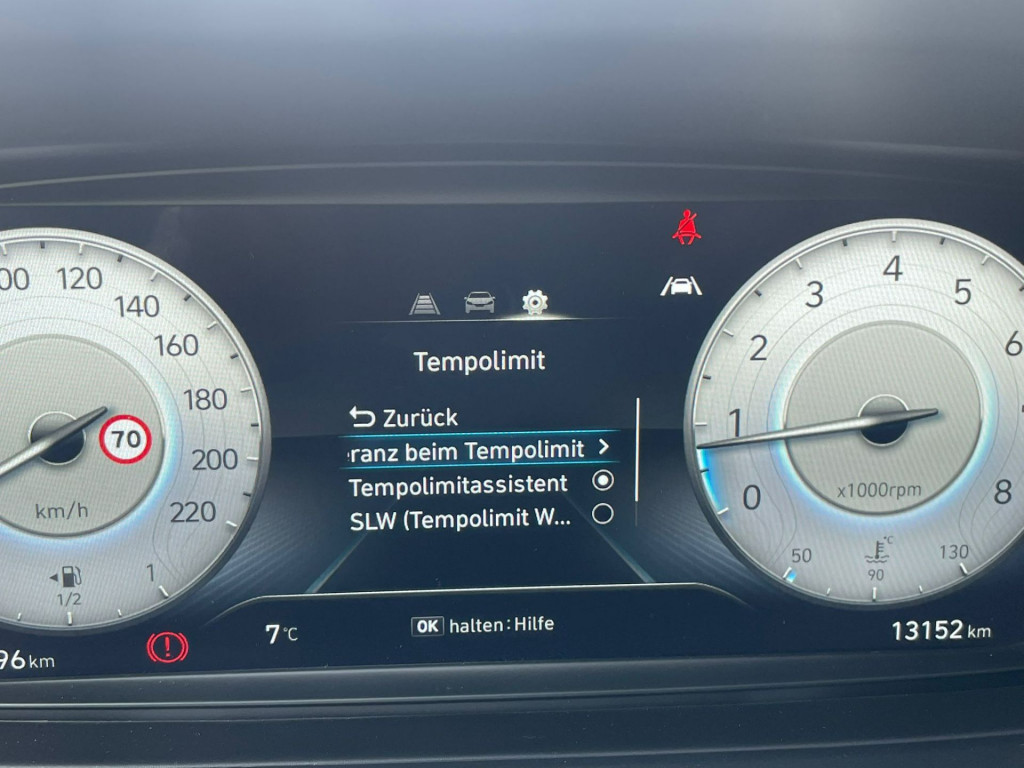 00 120
140
160
180
200
220
70
km/h
1
1/2
96 km
7°C
Tempolimit
Zurück
ranz beim Tempolimit
Tempolimitassistent
SLW (Tempolimit W...
OK halten:Hilfe
0
1
2
3
4
5
6
8
x1000rpm
50
°C
90
130
13152 km